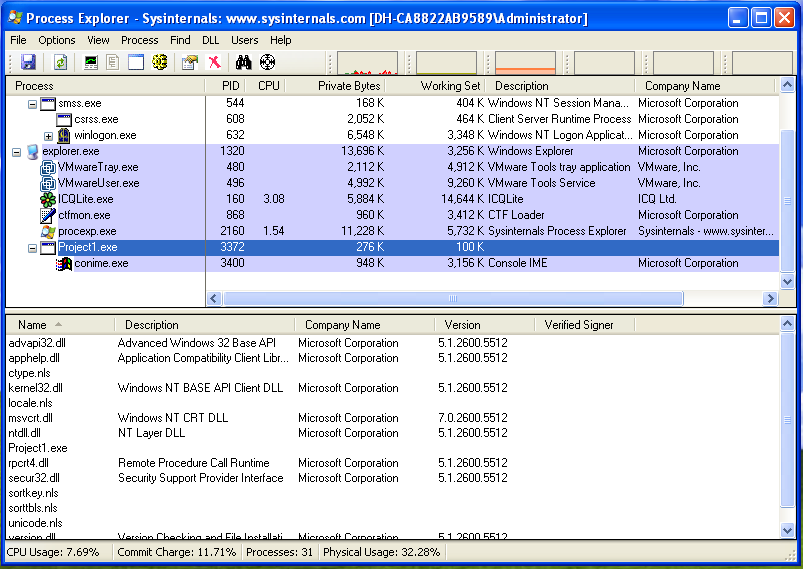 Process Explorer - Sysinternals: www.sysinternals.com [DH-CA8822AB9589\Administrator]
File Options View Process Find DLL Users Help
Process PID CPU Private Bytes Working Set Description Company Name
smss.exe 544 168 K 404 K Windows NT Session Mana... Microsoft Corporation
csrss.exe 608 2,052 K 464 K Client Server Runtime Process Microsoft Corporation
winlogon.exe 632 6,548 K 3,348 K Windows NT Logon Applicat... Microsoft Corporation
explorer.exe 1320 13,696 K 3,256 K Windows Explorer Microsoft Corporation
VMwareTray.exe 480 2,112 K 4,912 K VMware Tools tray application VMware, Inc.
VMwareUser.exe 496 4,992 K 9,260 K VMware Tools Service VMware, Inc.
ICQLite.exe 160 3.08 5,884 K 14,644 K ICQLite ICQ Ltd.
ctfmon.exe 868 960 K 3,412 K CTF Loader Microsoft Corporation
procexp.exe 2160 1.54 11,228 K 5,732 K Sysinternals Process Explorer Sysinternals - www.sysinter...
Project1.exe 3372 276 K 100 K
conime.exe 3400 948 K 3,156 K Console IME Microsoft Corporation
Name Description Company Name Version Verified Signer
advapi32.dll Advanced Windows 32 Base API Microsoft Corporation 5.1.2600.5512
apphelp.dll Application Compatibility Client Libr... Microsoft Corporation 5.1.2600.5512
ctype.nls
kernel32.dll Windows NT BASE API Client DLL Microsoft Corporation 5.1.2600.5512
locale.nls
msvcrt.dll Windows NT CRT DLL Microsoft Corporation 7.0.2600.5512
ntdll.dll NT Layer DLL Microsoft Corporation 5.1.2600.5512
Project1.exe
rpcrt4.dll Remote Procedure Call Runtime Microsoft Corporation 5.1.2600.5512
secur32.dll Security Support Provider Interface Microsoft Corporation 5.1.2600.5512
sortkey.nls
sorttbls.nls
unicode.nls
version.dll Version Checking and File Installati... Microsoft Corporation 5.1.2600.5512
CPU Usage: 7.69% Commit Charge: 11.71% Processes: 31 Physical Usage: 32.28%